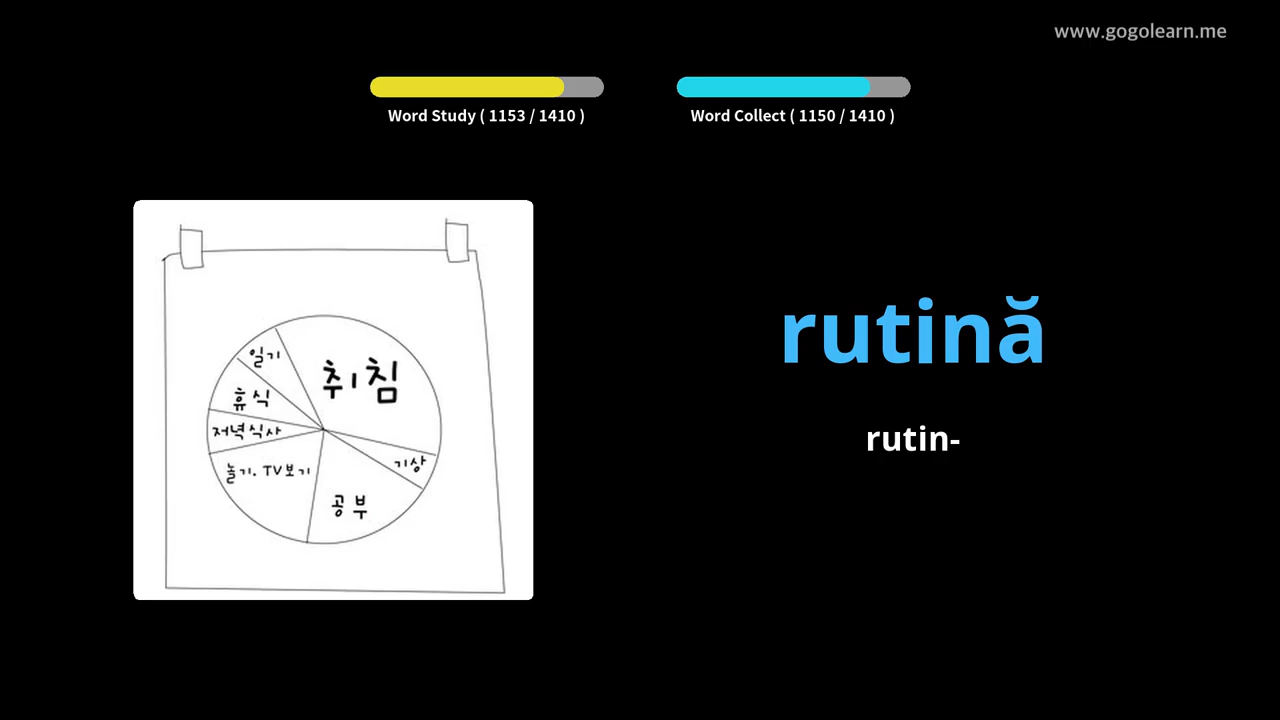 www.gogolearn.me
Word Study ( 1153 / 1410 )
Word Collect ( 1150 / 1410 )
일기
취침
휴식
저녁식사
놀기. TV보기
기상
공부
rutină
rutin-